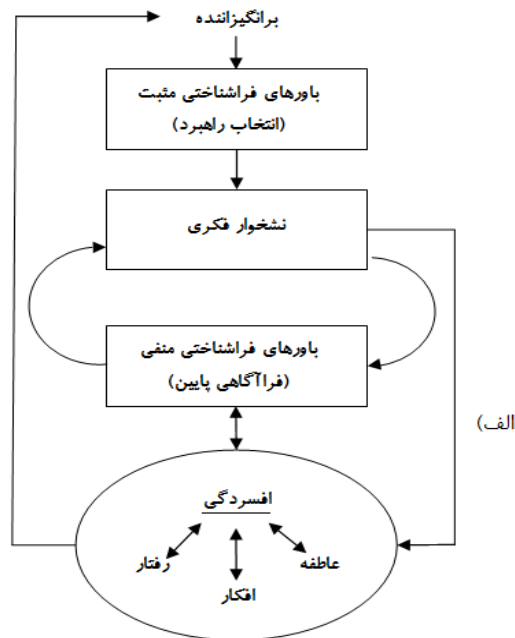 برانگیزاننده
باورهای فراشناختی مثبت
(انتخاب راهبرد)
نشخوار فکری
باورهای فراشناختی منفی
(فراآگاهی پایین)
الف)
افسردگی
عاطفه
رفتار
افکار